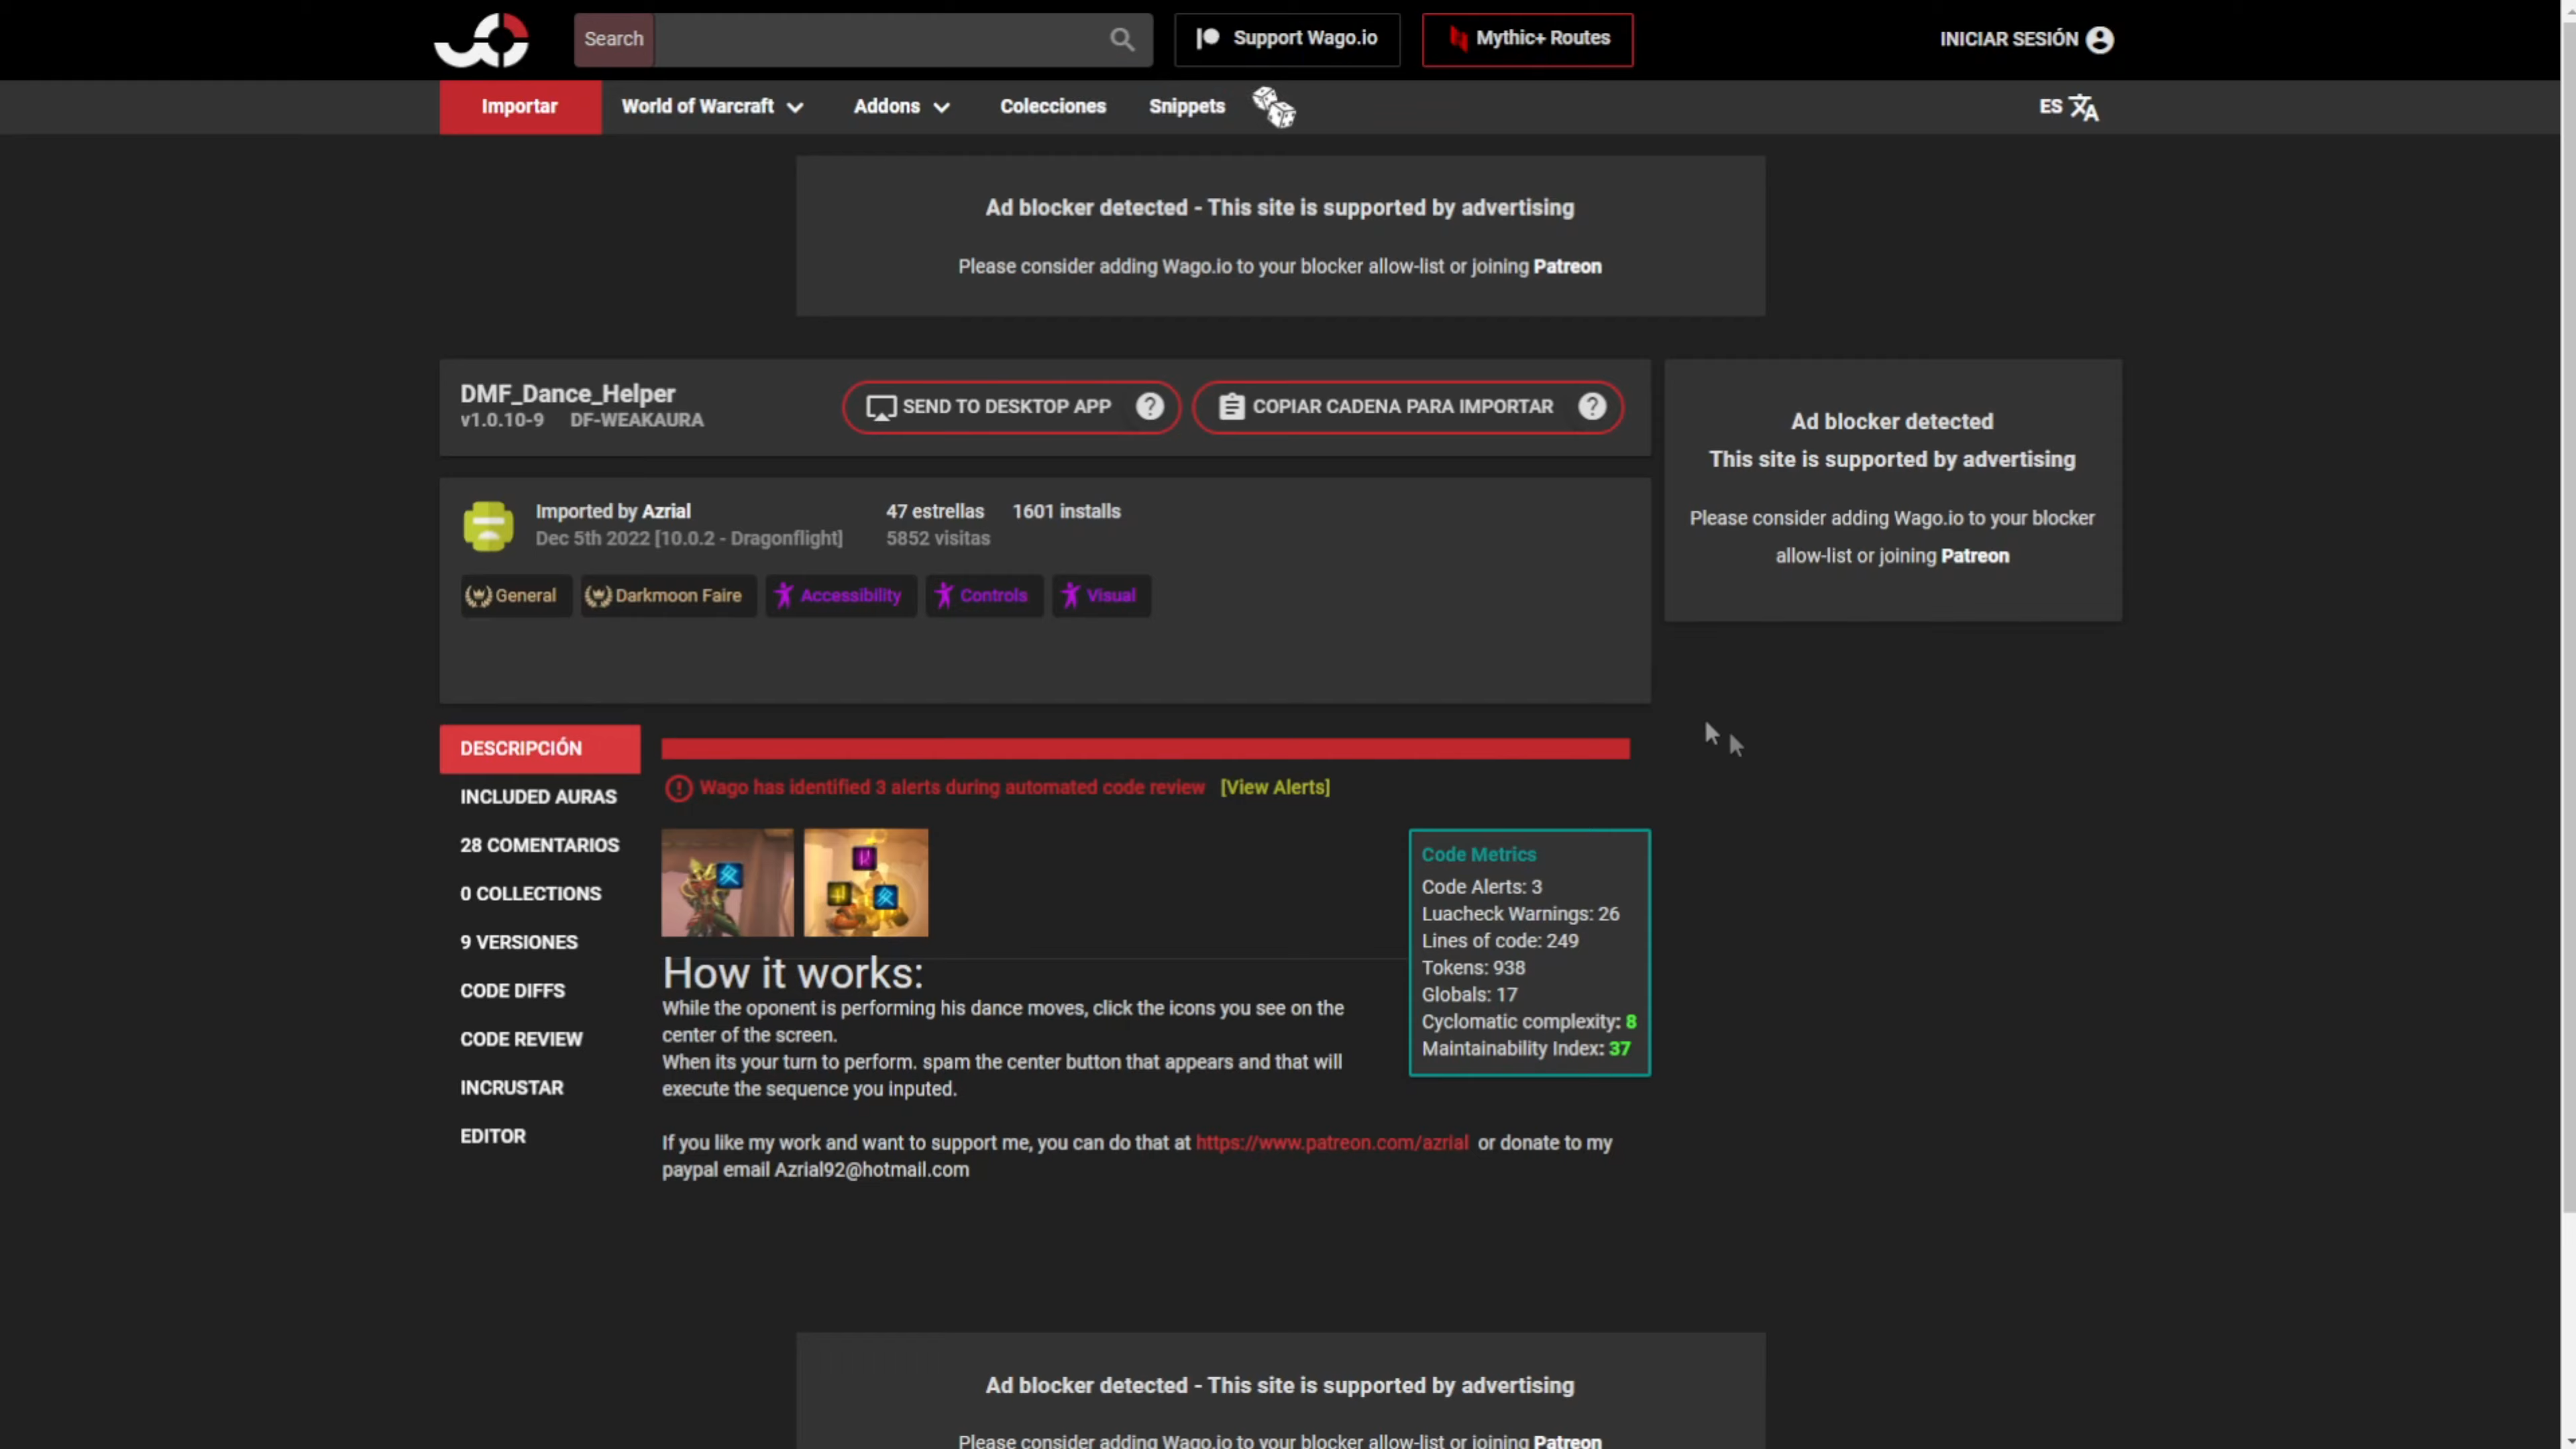 Search
Support Wago.io
Mythic+ Routes
INICIAR SESIÓN
Importar
World of Warcraft
Addons
Colecciones
Snippets
ES
Ad blocker detected - This site is supported by advertising
Please consider adding Wago.io to your blocker allow-list or joining Patreon
DMF_Dance_Helper
v1.0.10-9 DF-WEAKAURA
SEND TO DESKTOP APP
COPIAR CADENA PARA IMPORTAR
Ad blocker detected
This site is supported by advertising
Please consider adding Wago.io to your blocker
allow-list or joining Patreon
Imported by Azrial
Dec 5th 2022 [10.0.2 - Dragonflight]
47 estrellas 1601 installs
5852 visitas
General
Darkmoon Faire
Accessibility
Controls
Visual
DESCRIPCIÓN
INCLUDED AURAS
28 COMENTARIOS
0 COLLECTIONS
9 VERSIONES
CODE DIFFS
CODE REVIEW
INCRUSTAR
EDITOR
Wago has identified 3 alerts during automated code review [View Alerts]
Code Metrics
Code Alerts: 3
Luacheck Warnings: 26
Lines of code: 249
Tokens: 938
Globals: 17
Cyclomatic complexity: 8
Maintainability Index: 37
How it works:
While the oponent is performing his dance moves, click the icons you see on the
center of the screen.
When its your turn to perform. spam the center button that appears and that will
execute the sequence you inputed.
If you like my work and want to support me, you can do that at https://www.patreon.com/azrial or donate to my
paypal email Azrial92@hotmail.com
Ad blocker detected - This site is supported by advertising
Please consider adding Wago.io to your blocker allow-list or joining Patreon